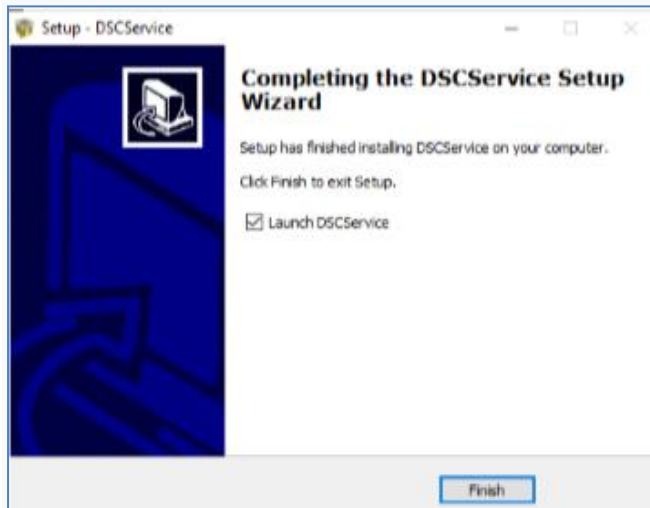 Setup - DSCService
Completing the DSCService Setup
Wizard
Setup has finished installing DSCService on your computer.
Click Finish to exit Setup.
Launch DSCService
Finish